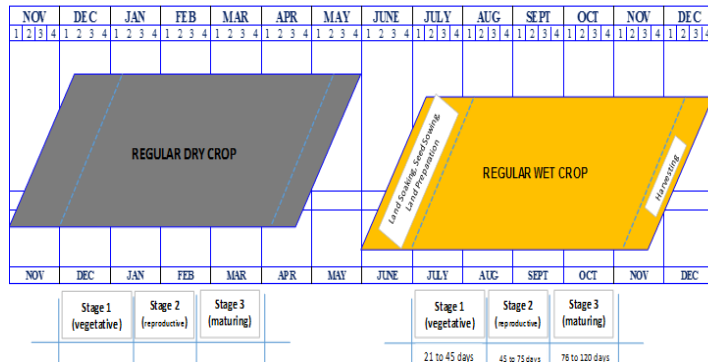 NOV DEC JAN FEB MAR APR MAY JUNE JULY AUG SEPT OCT NOV DEC
1 2 3 4 1 2 3 4 1 2 3 4 1 2 3 4 1 2 3 4 1 2 3 4 1 2 3 4 1 2 3 4 1 2 3 4 1 2 3 4 1 2 3 4 1 2 3 4 1 2 3 4 1 2 3 4
REGULAR DRY CROP
Land Soaking, Seed Sowing,
Land Preparation
REGULAR WET CROP
Harvesting
NOV DEC JAN FEB MAR APR MAY JUNE JULY AUG SEPT OCT NOV DEC
Stage 1 Stage 2 Stage 3 Stage 1 Stage 2 Stage 3
(vegetative) (reproductive) (maturing) (vegetative) (reproductive) (maturing)
21 to 45 days 45 to 75 days 76 to 120 days